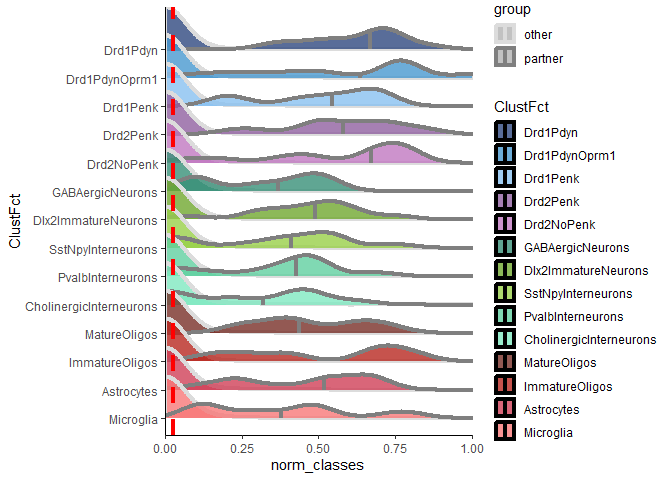 group
other
partner
ClustFct
Drd1Pdyn
Drd1PdynOprm1
Drd1Penk
Drd2Penk
Drd2NoPenk
GABAergicNeurons
Dlx2ImmatureNeurons
SstNpyInterneurons
PvalbInterneurons
CholinergicInterneurons
MatureOligos
ImmatureOligos
Astrocytes
Microglia
ClustFct
Drd1Pdyn
Drd1PdynOprm1
Drd1Penk
Drd2Penk
Drd2NoPenk
GABAergicNeurons
Dlx2ImmatureNeurons
SstNpyInterneurons
PvalbInterneurons
CholinergicInterneurons
MatureOligos
ImmatureOligos
Astrocytes
Microglia
0.00 0.25 0.50 0.75 1.00
norm_classes